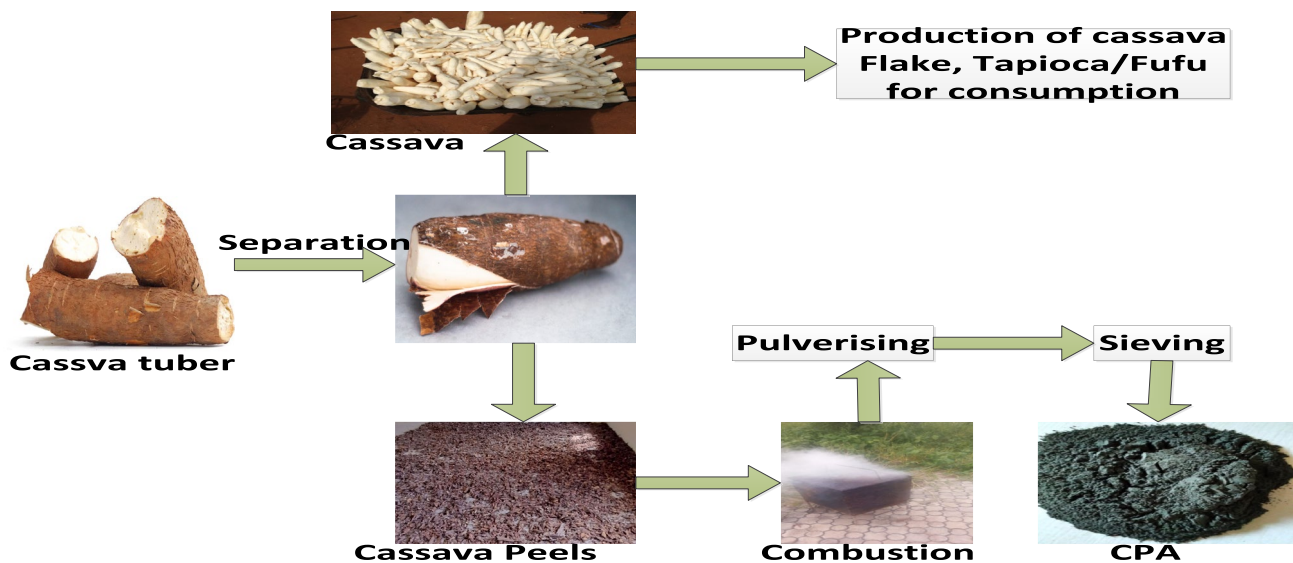 Production of cassava
Flake, Tapioca/Fufu
for consumption
Cassava
Separation
Cassva tuber
Pulverising
Sieving
Cassava Peels
Combustion
CPA